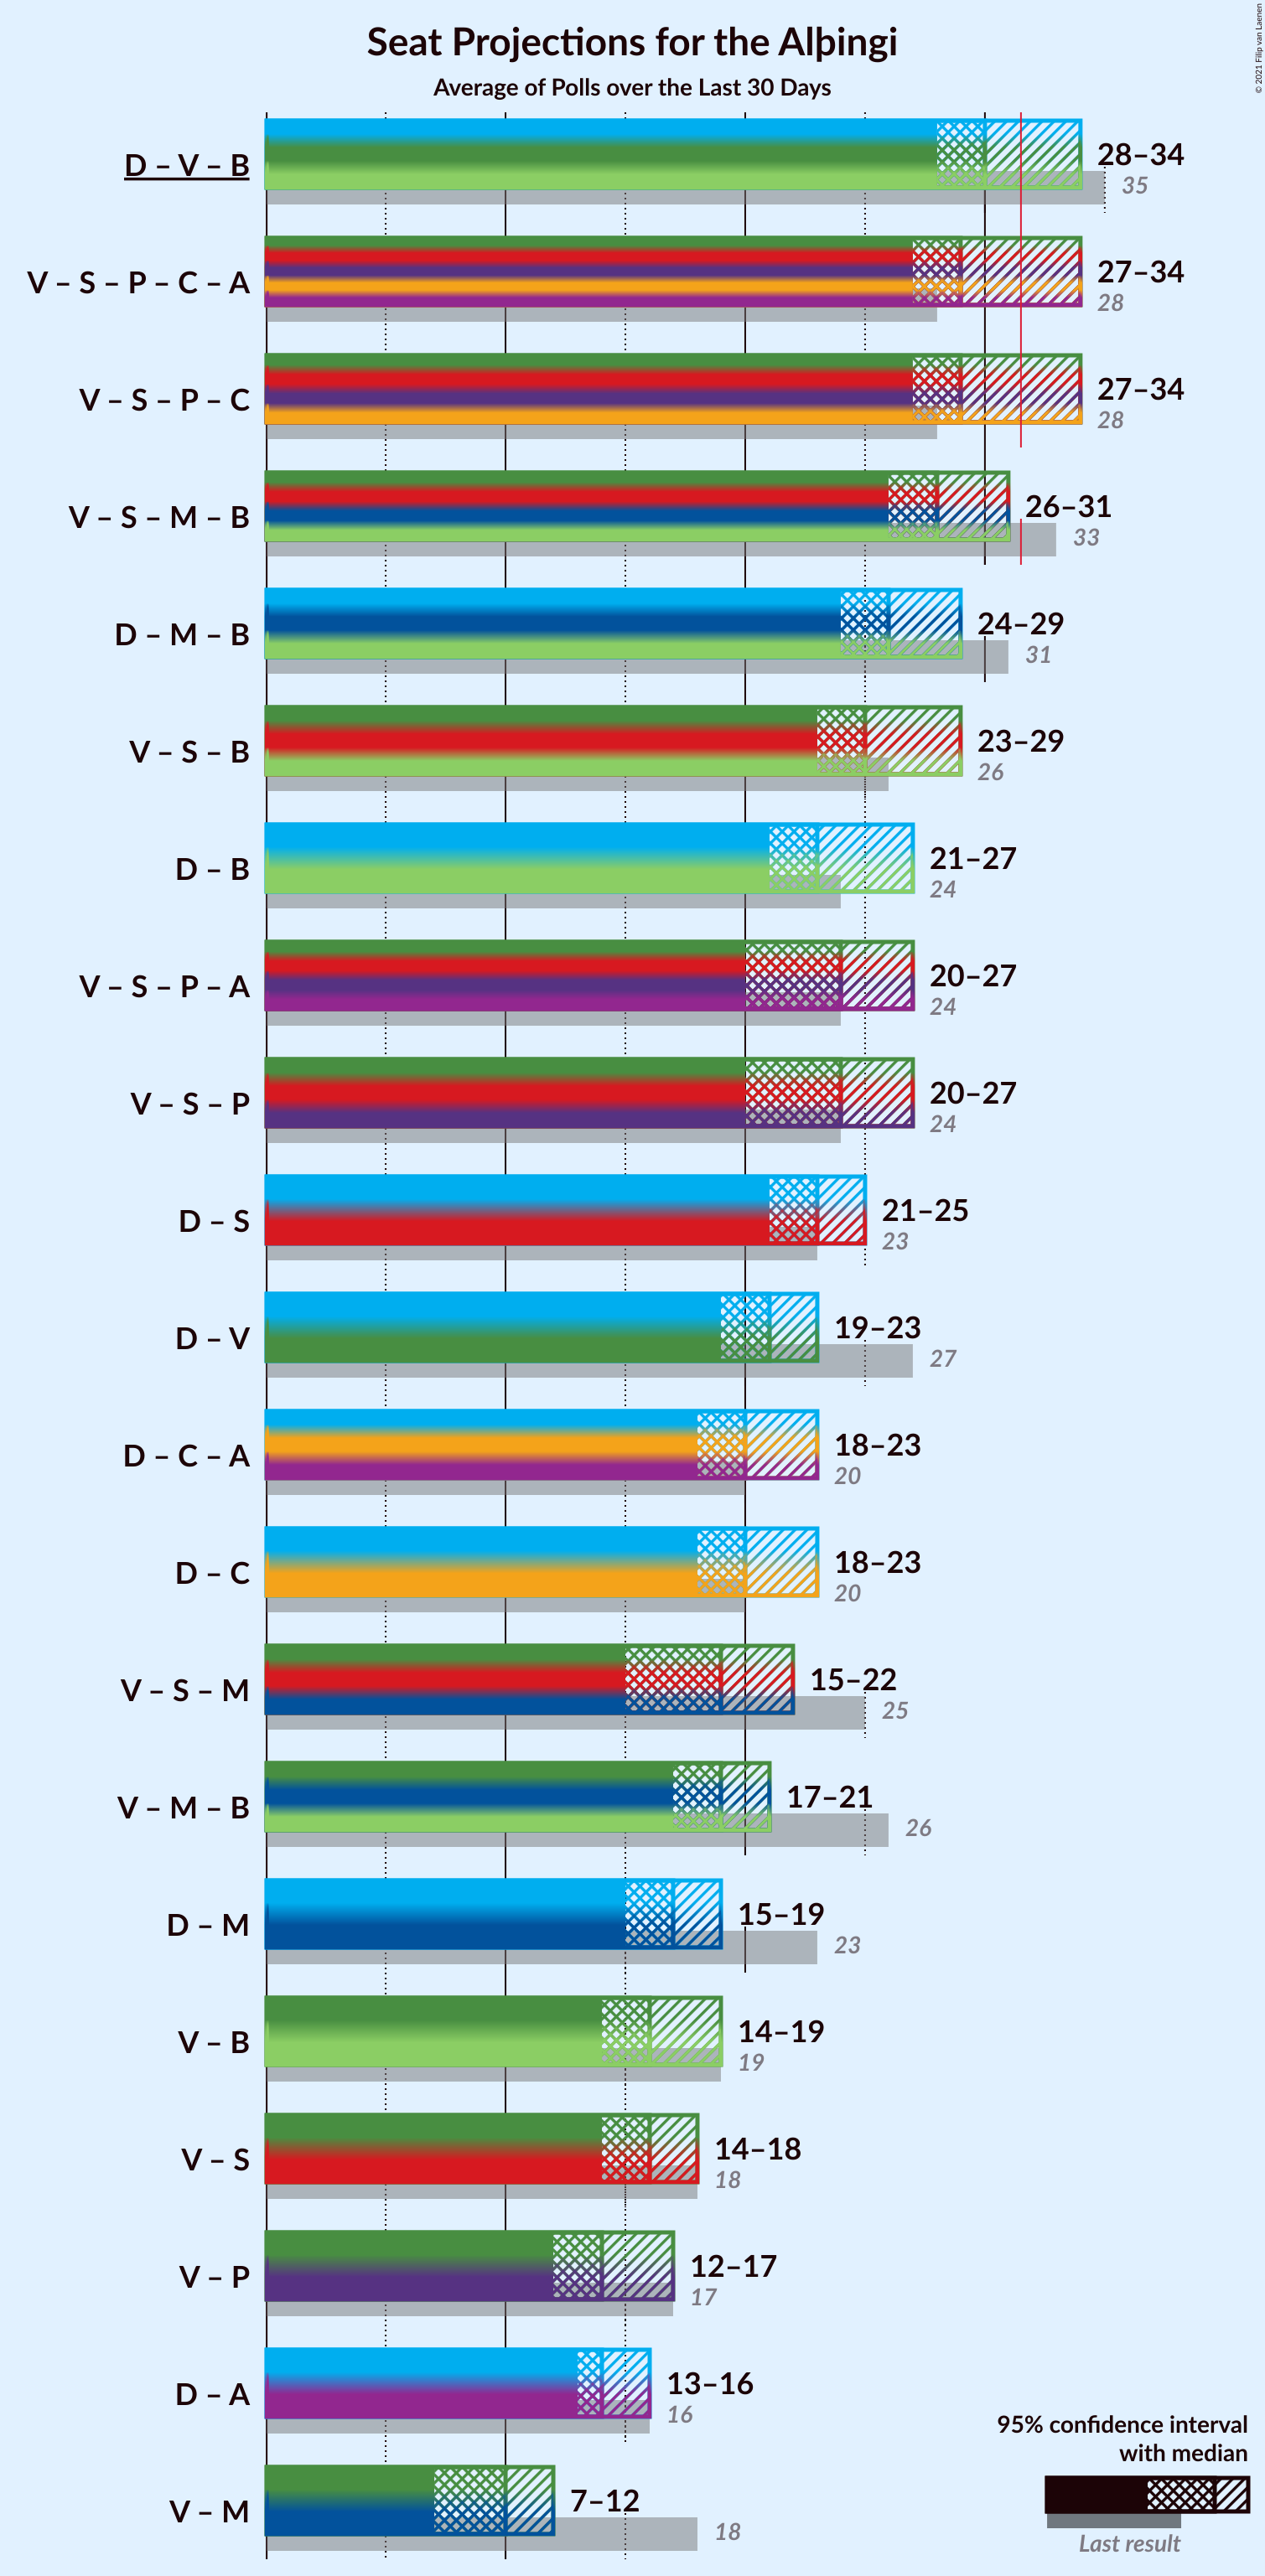 © 2021 Filip van Laenen
Seat Projections for the Alþingi
Average of Polls over the Last 30 Days
D – V – B
28–34
35
V – S – P – C – A
27–34
28
V – S – P – C
27–34
28
V – S – M – B
26–31
33
D – M – B
24–29
31
V – S – B
23–29
26
D – B
21–27
24
V – S – P – A
20–27
24
V – S – P
20–27
24
D – S
21–25
23
D – V
19–23
27
D – C – A
18–23
20
D – C
18–23
20
V – S – M
15–22
25
V – M – B
17–21
26
D – M
15–19
23
V – B
14–19
19
V – S
14–18
18
V – P
12–17
17
D – A
13–16
16
V – M
7–12
18
95% confidence interval
with median
Last result